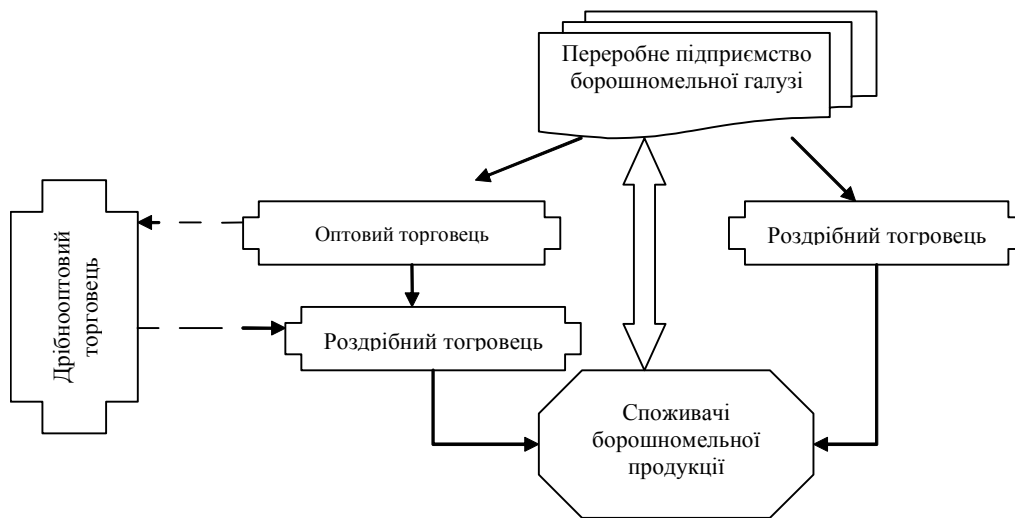 Переробне підприємство
борошномельної галузі
Оптовий торговець
Роздрібний тогровець
Дрібнооптовий
торговець
Роздрібний тогровець
Споживачі
борошномельної
продукції